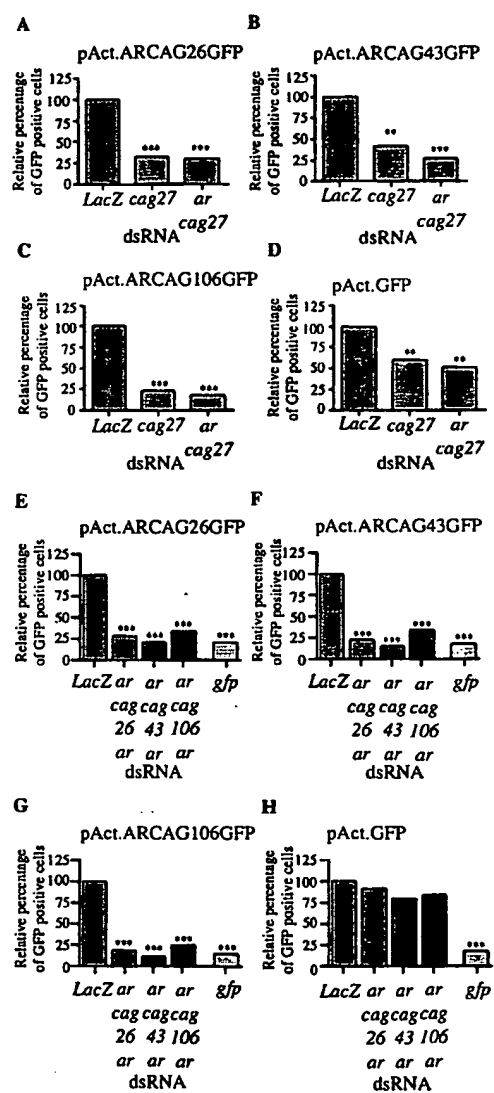 A
pAct.ARCAG26GFP
Relative percentage
of GFP positive cells
125
100
75
50
25
0
*** ***
LacZ cag27 ar
cag27
dsRNA
B
pAct.ARCAG43GFP
Relative percentage
of GFP positive cells
125
100
75
50
25
0
** ***
LacZ cag27 ar
cag27
dsRNA
C
pAct.ARCAG106GFP
Relative percentage
of GFP positive cells
125
100
75
50
25
0
*** ***
LacZ cag27 ar
cag27
dsRNA
D
pAct.GFP
Relative percentage
of GFP positive cells
125
100
75
50
25
0
** **
LacZ cag27 ar
cag27
dsRNA
E
pAct.ARCAG26GFP
Relative percentage
of GFP positive cells
125
100
75
50
25
0
*** *** *** ***
LacZ ar ar ar gfp
cag cag cag
26 43 106
ar ar ar
dsRNA
F
pAct.ARCAG43GFP
Relative percentage
of GFP positive cells
125
100
75
50
25
0
*** *** *** ***
LacZ ar ar ar gfp
cag cag cag
26 43 106
ar ar ar
dsRNA
G
pAct.ARCAG106GFP
Relative percentage
of GFP positive cells
125
100
75
50
25
0
*** *** *** ***
LacZ ar ar ar gfp
cag cag cag
26 43 106
ar ar ar
dsRNA
H
pAct.GFP
Relative percentage
of GFP positive cells
125
100
75
50
25
0
***
LacZ ar ar ar gfp
cag cag cag
26 43 106
ar ar ar
dsRNA